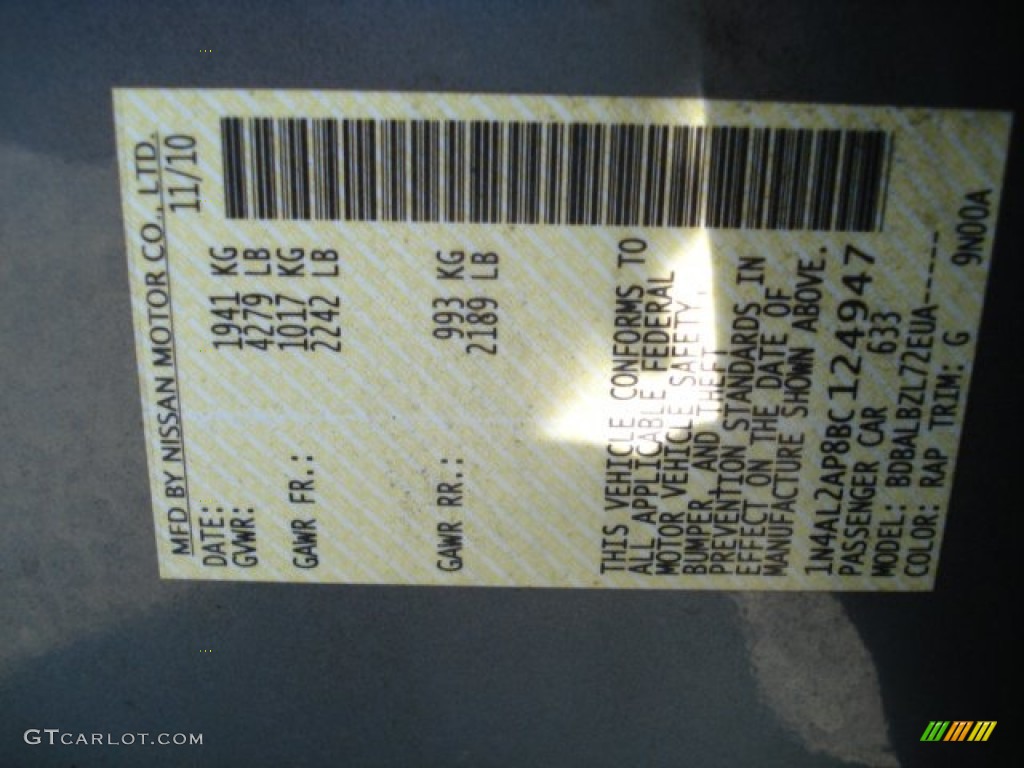 MFD BY NISSAN MOTOR CO., LTD.
DATE: 11/10
GVWR: 1941 KG
4279 LB
GAWR FR.: 1017 KG
2242 LB
GAWR RR.: 993 KG
2189 LB
THIS VEHICLE CONFORMS TO
ALL APPLICABLE FEDERAL
MOTOR VEHICLE SAFETY,
BUMPER AND THEFT
PREVENTION STANDARDS IN
EFFECT ON THE DATE OF
MANUFACTURE SHOWN ABOVE.
1N4AL2AP8BC124947
PASSENGER CAR 633
MODEL: BDBALBZL72EUA-----
COLOR: RAP TRIM: G 9N00A
GTCARLOT.COM